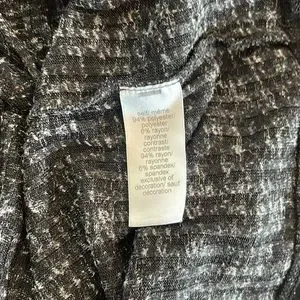 self/ même
94% polyester/
polyester
6% rayon/
rayonne
contrast/
contraste
94% rayon/
rayonne
6% spandex/
spandex
exclusive of
decoration/ sauf
décoration